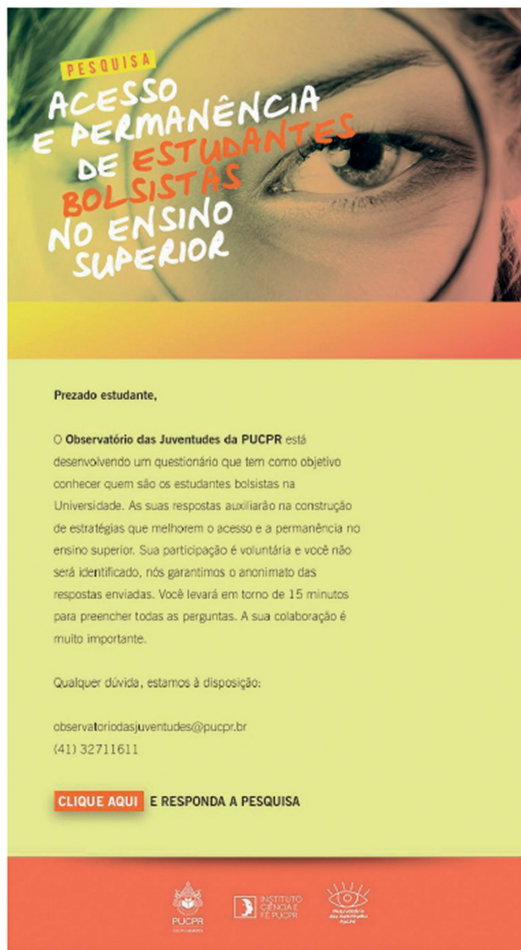 PESQUISA
ACESSO
E PERMANÊNCIA
DE ESTUDANTES
BOLSISTAS
NO ENSINO
SUPERIOR
Prezado estudante,
O Observatório das Juventudes da PUCPR está
desenvolvendo um questionário que tem como objetivo
conhecer quem são os estudantes bolsistas na
Universidade. As suas respostas auxiliarão na construção
de estratégias que melhorem o acesso e a permanência no
ensino superior. Sua participação é voluntária e você não
será identificado, nós garantimos o anonimato das
respostas enviadas. Você levará em torno de 15 minutos
para preencher todas as perguntas. A sua colaboração é
muito importante.
Qualquer dúvida, estamos à disposição:
observatoriodasjuventudes@pucpr.br
(41) 32711611
CLIQUE AQUI E RESPONDA A PESQUISA
PUCPR
INSTITUTO
CIÊNCIA E
FÉ PUCPR